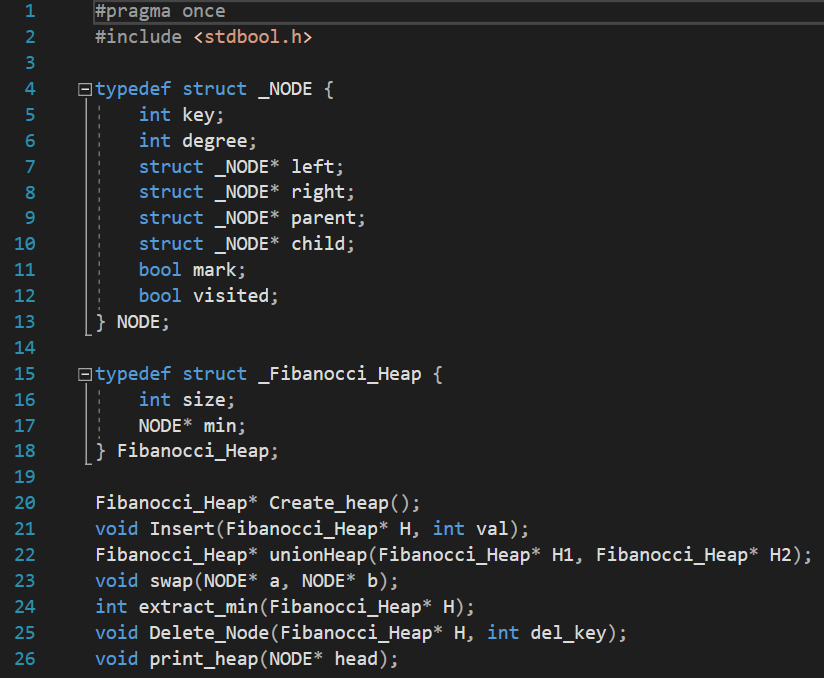 1 #pragma once
2 #include <stdbool.h>
3
4 typedef struct _NODE {
5 int key;
6 int degree;
7 struct _NODE* left;
8 struct _NODE* right;
9 struct _NODE* parent;
10 struct _NODE* child;
11 bool mark;
12 bool visited;
13 } NODE;
14
15 typedef struct _Fibanocci_Heap {
16 int size;
17 NODE* min;
18 } Fibanocci_Heap;
19
20 Fibanocci_Heap* Create_heap();
21 void Insert(Fibanocci_Heap* H, int val);
22 Fibanocci_Heap* unionHeap(Fibanocci_Heap* H1, Fibanocci_Heap* H2);
23 void swap(NODE* a, NODE* b);
24 int extract_min(Fibanocci_Heap* H);
25 void Delete_Node(Fibanocci_Heap* H, int del_key);
26 void print_heap(NODE* head);